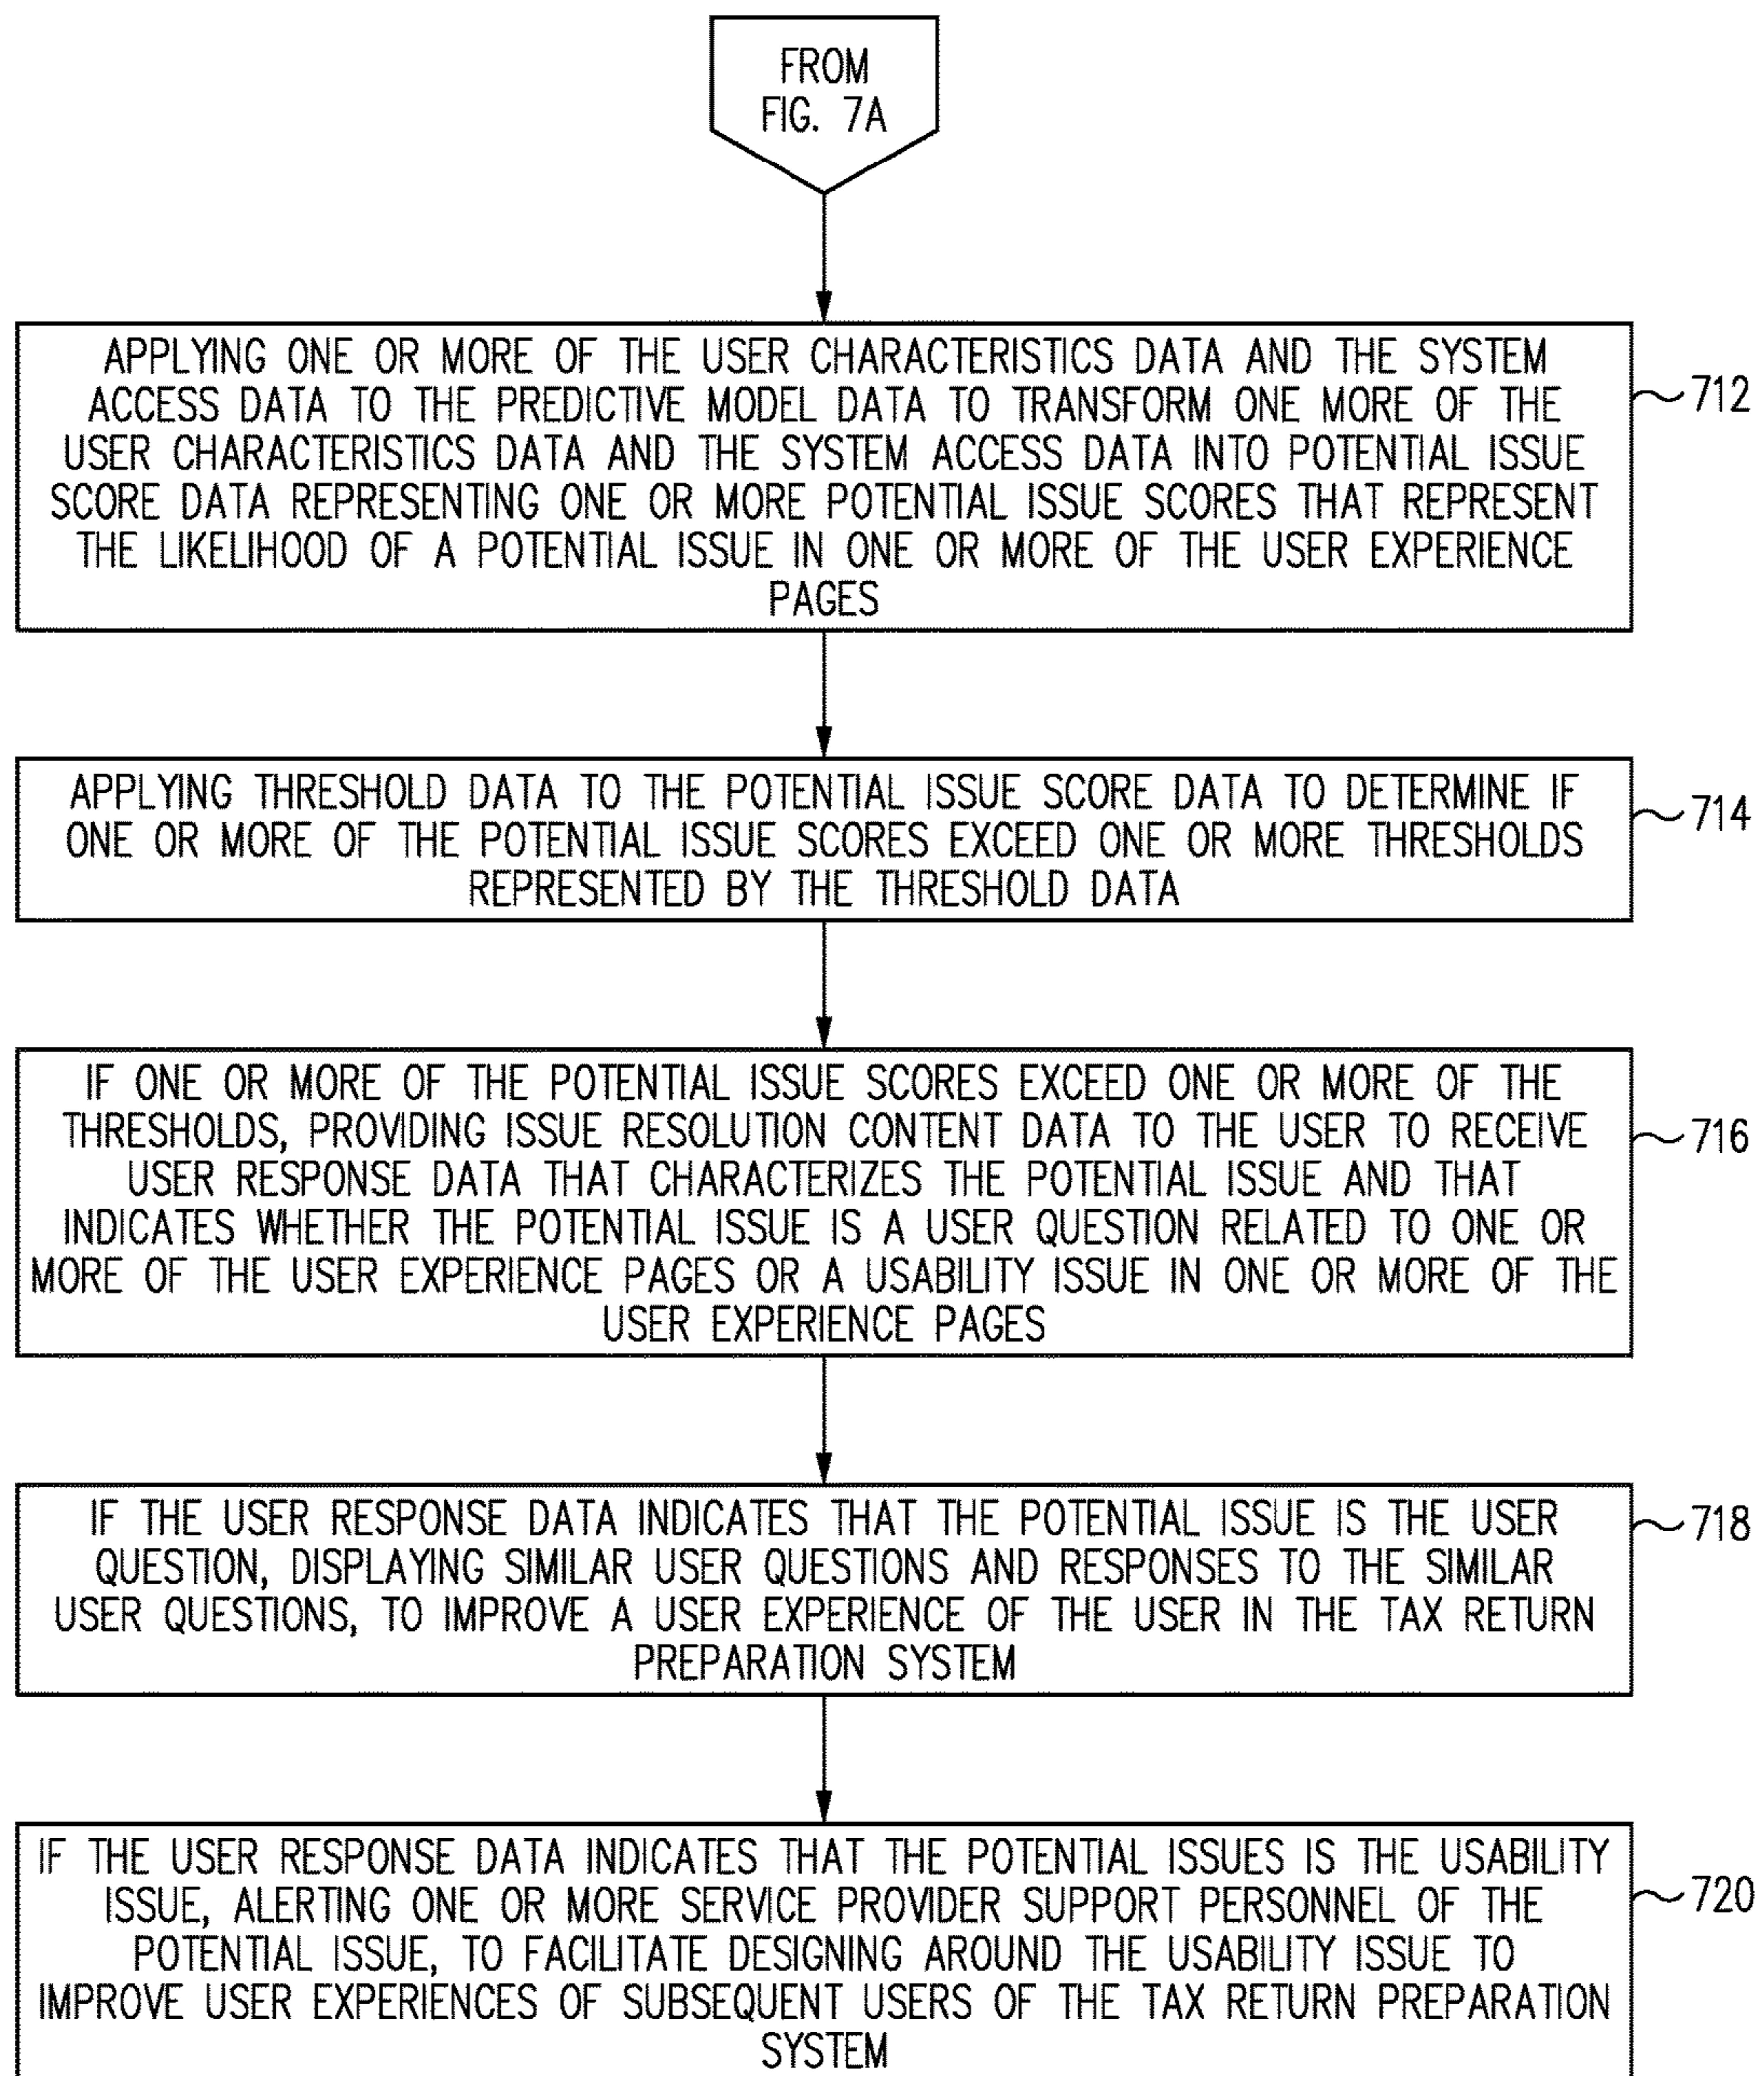 FROM
FIG. 7A
APPLYING ONE OR MORE OF THE USER CHARACTERISTICS DATA AND THE SYSTEM
ACCESS DATA TO THE PREDICTIVE MODEL DATA TO TRANSFORM ONE MORE OF THE
USER CHARACTERISTICS DATA AND THE SYSTEM ACCESS DATA INTO POTENTIAL ISSUE
SCORE DATA REPRESENTING ONE OR MORE POTENTIAL ISSUE SCORES THAT REPRESENT
THE LIKELIHOOD OF A POTENTIAL ISSUE IN ONE OR MORE OF THE USER EXPERIENCE
PAGES
712
APPLYING THRESHOLD DATA TO THE POTENTIAL ISSUE SCORE DATA TO DETERMINE IF
ONE OR MORE OF THE POTENTIAL ISSUE SCORES EXCEED ONE OR MORE THRESHOLDS
REPRESENTED BY THE THRESHOLD DATA
714
IF ONE OR MORE OF THE POTENTIAL ISSUE SCORES EXCEED ONE OR MORE OF THE
THRESHOLDS, PROVIDING ISSUE RESOLUTION CONTENT DATA TO THE USER TO RECEIVE
USER RESPONSE DATA THAT CHARACTERIZES THE POTENTIAL ISSUE AND THAT
INDICATES WHETHER THE POTENTIAL ISSUE IS A USER QUESTION RELATED TO ONE OR
MORE OF THE USER EXPERIENCE PAGES OR A USABILITY ISSUE IN ONE OR MORE OF THE
USER EXPERIENCE PAGES
716
IF THE USER RESPONSE DATA INDICATES THAT THE POTENTIAL ISSUE IS THE USER
QUESTION, DISPLAYING SIMILAR USER QUESTIONS AND RESPONSES TO THE SIMILAR
USER QUESTIONS, TO IMPROVE A USER EXPERIENCE OF THE USER IN THE TAX RETURN
PREPARATION SYSTEM
718
IF THE USER RESPONSE DATA INDICATES THAT THE POTENTIAL ISSUES IS THE USABILITY
ISSUE, ALERTING ONE OR MORE SERVICE PROVIDER SUPPORT PERSONNEL OF THE
POTENTIAL ISSUE, TO FACILITATE DESIGNING AROUND THE USABILITY ISSUE TO
IMPROVE USER EXPERIENCES OF SUBSEQUENT USERS OF THE TAX RETURN PREPARATION
SYSTEM
720